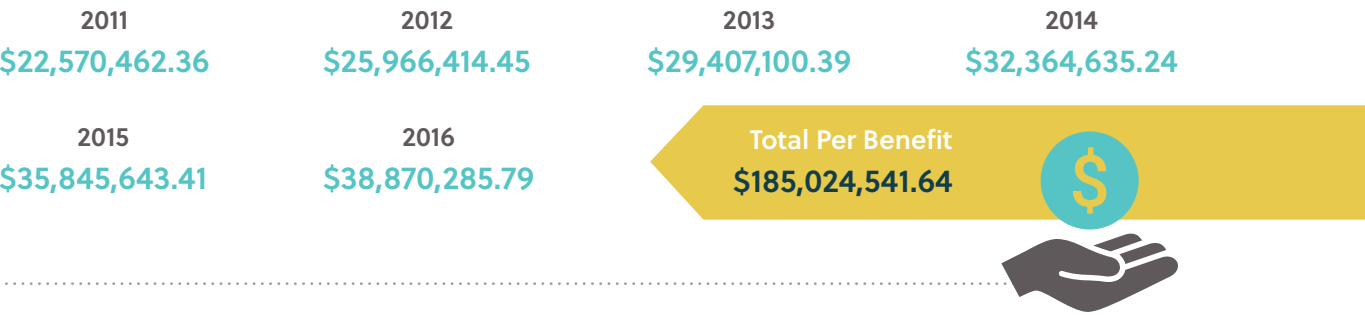 2011 2012 2013 2014
$22,570,462.36 $25,966,414.45 $29,407,100.39 $32,364,635.24
2015 2016
$35,845,643.41 $38,870,285.79
Total Per Benefit
$185,024,541.64
$